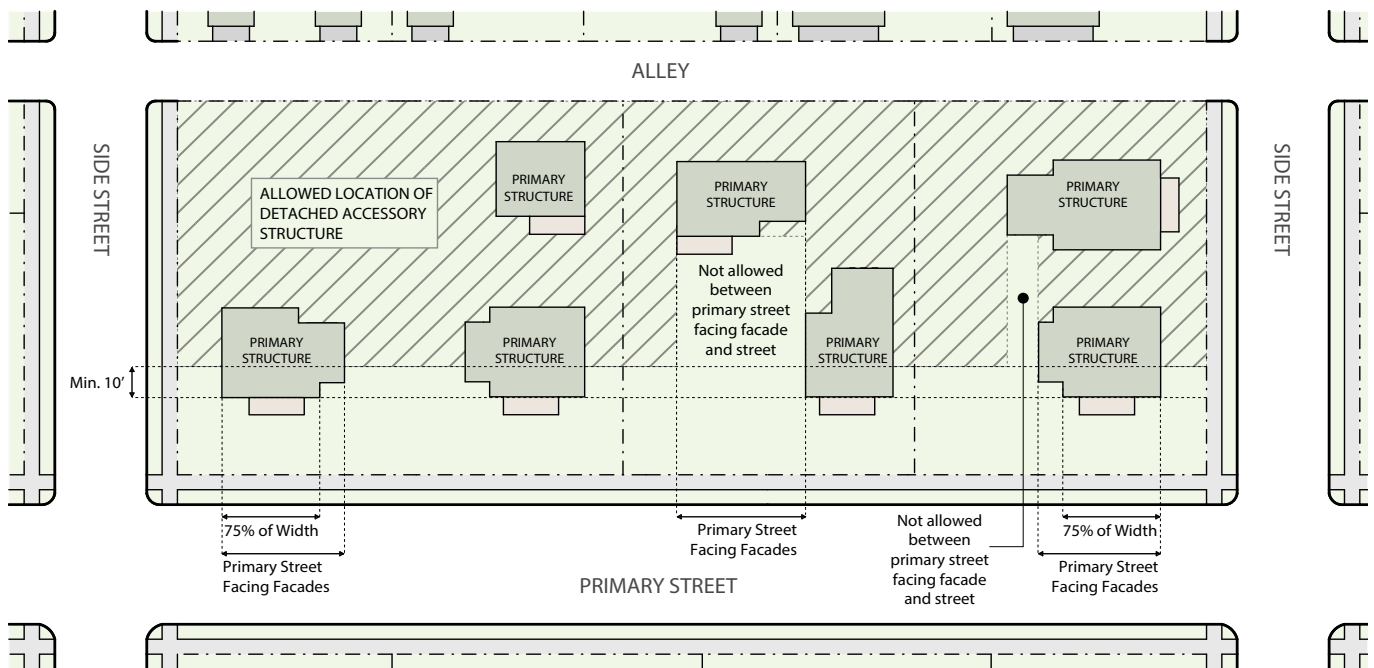 ALLEY
SIDE STREET
SIDE STREET
ALLOWED LOCATION OF
DETACHED ACCESSORY
STRUCTURE
PRIMARY
STRUCTURE
PRIMARY
STRUCTURE
PRIMARY
STRUCTURE
Not allowed
between
primary street
facing facade
and street
PRIMARY
STRUCTURE
PRIMARY
STRUCTURE
PRIMARY
STRUCTURE
PRIMARY
STRUCTURE
Min. 10’
75% of Width
Primary Street
Facing Facades
Primary Street
Facing Facades
Not allowed
between
primary street
facing facade
and street
75% of Width
Primary Street
Facing Facades
PRIMARY STREET